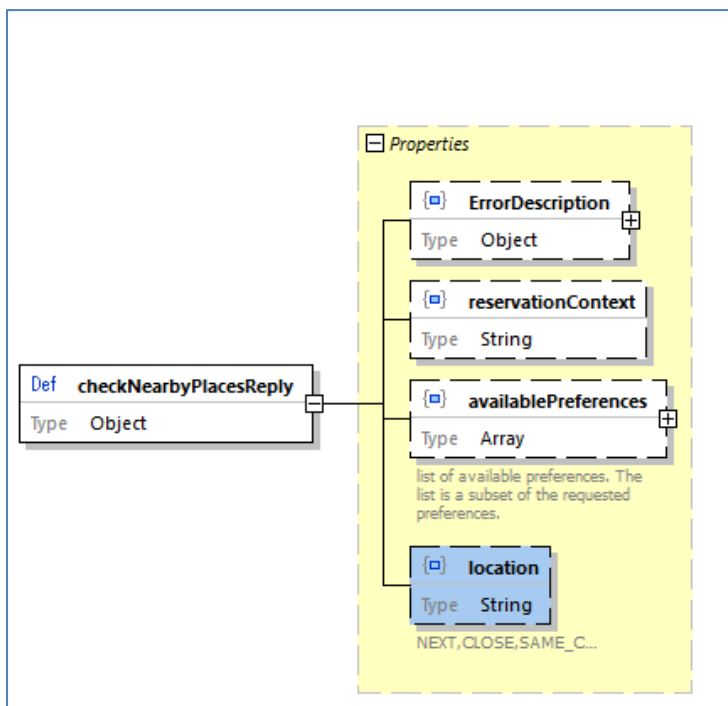 Properties
ErrorDescription
Type Object
reservationContext
Type String
Def checkNearbyPlacesReply
Type Object
availablePreferences
Type Array
list of available preferences. The
list is a subset of the requested
preferences.
location
Type String
NEXT,CLOSE,SAME_C...